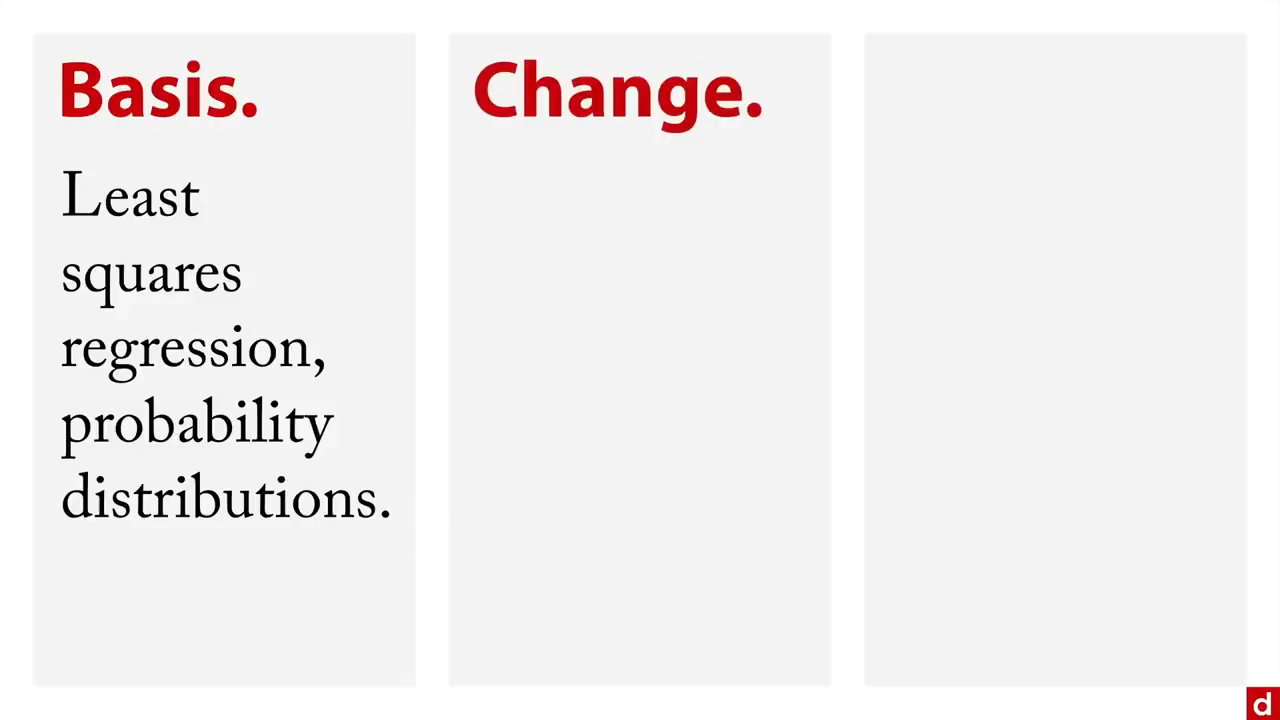 Basis.
Least
squares
regression,
probability
distributions.
Change.
d